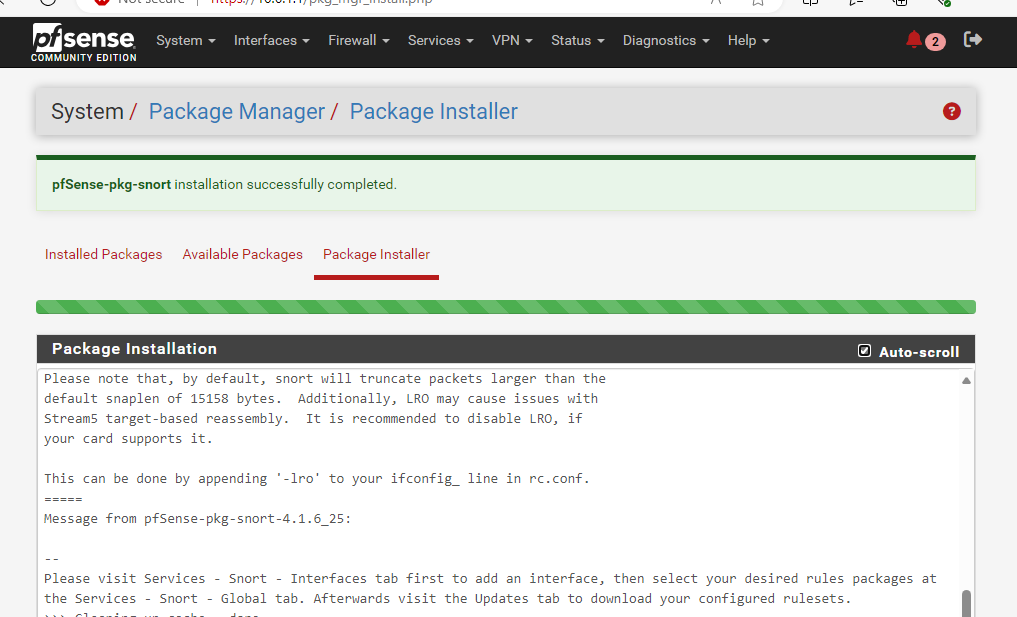 Not secure https://10.0.1.1/pkg_mgr_install.php
pfsense
COMMUNITY EDITION
System Interfaces Firewall Services VPN Status Diagnostics Help 2
System / Package Manager / Package Installer ?
pfSense-pkg-snort installation successfully completed.
Installed Packages Available Packages Package Installer
Package Installation Auto-scroll
Please note that, by default, snort will truncate packets larger than the
default snaplen of 15158 bytes.  Additionally, LRO may cause issues with
Stream5 target-based reassembly.  It is recommended to disable LRO, if
your card supports it.
This can be done by appending '-lro' to your ifconfig_ line in rc.conf.
=====
Message from pfSense-pkg-snort-4.1.6_25:
--
Please visit Services - Snort - Interfaces tab first to add an interface, then select your desired rules packages at
the Services - Snort - Global tab. Afterwards visit the Updates tab to download your configured rulesets.
>>> Cleaning up cache... done.